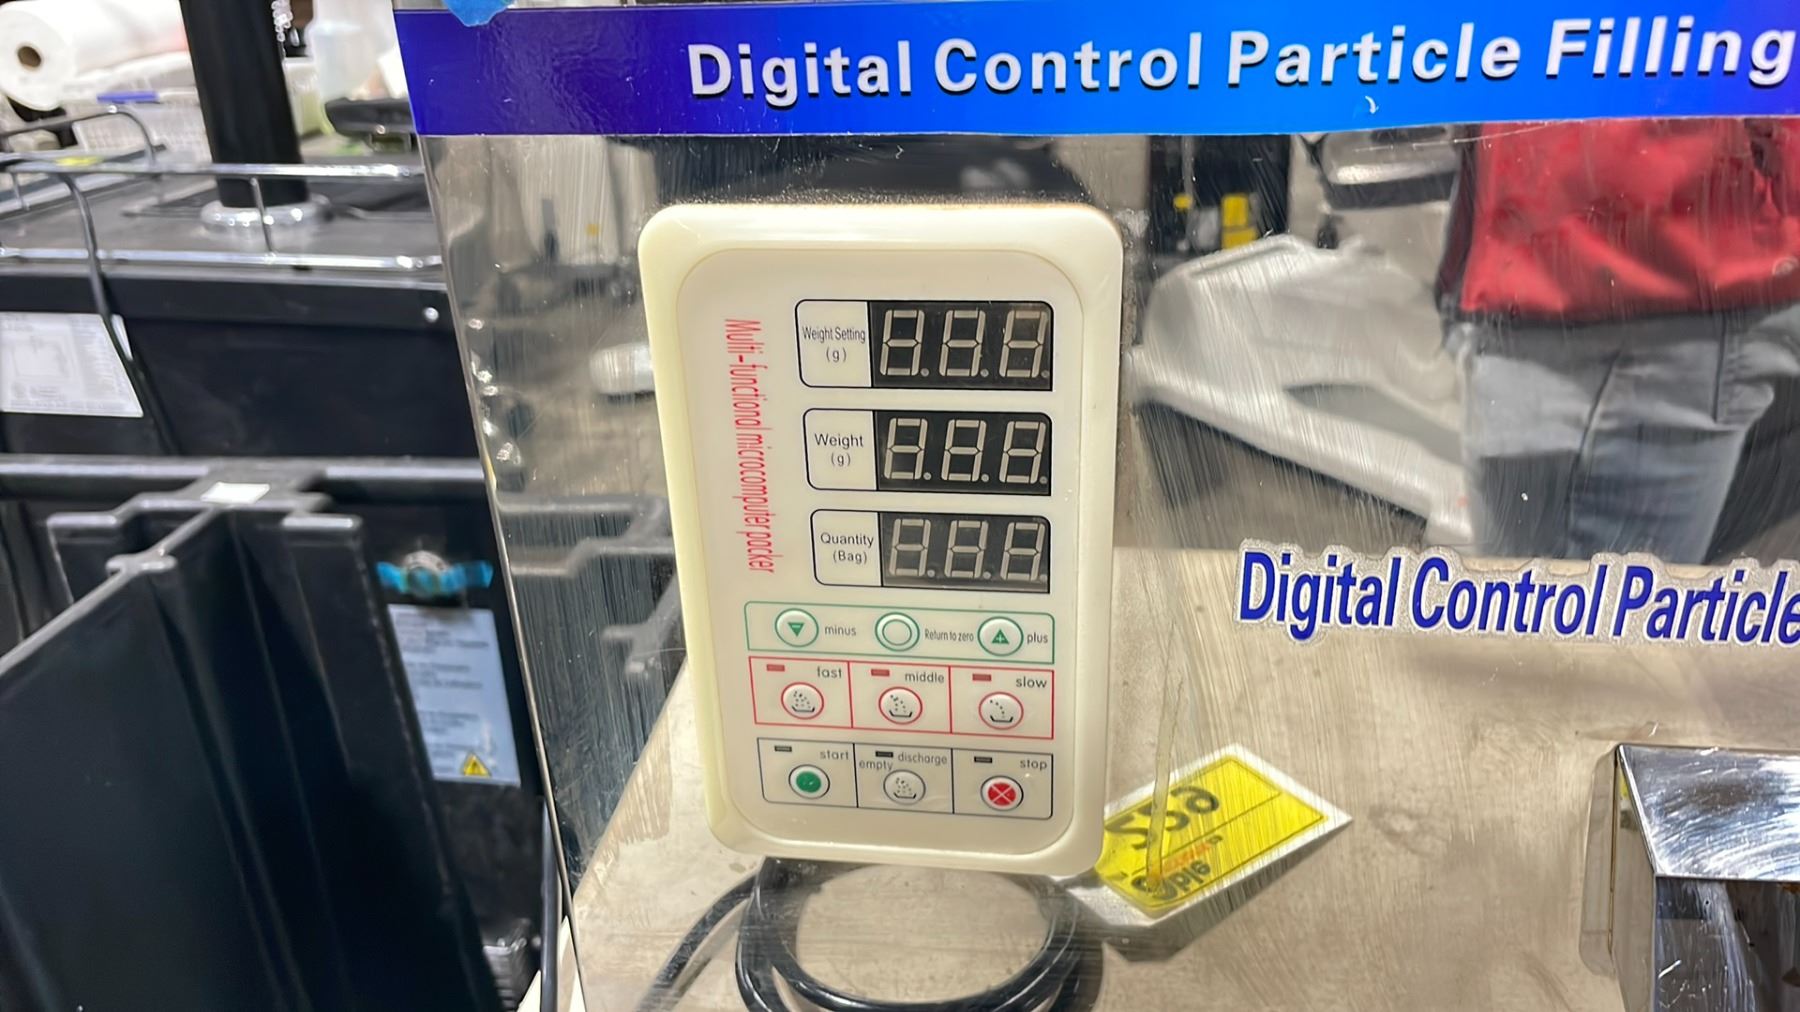 Digital Control Particle Filling
Multi-functional microcomputer packer
Weight Setting
(g)
Weight
(g)
Quantity
(Bag)
minus
Return to zero
plus
fast
middle
slow
start
discharge
empty
stop
Digital Control Particle